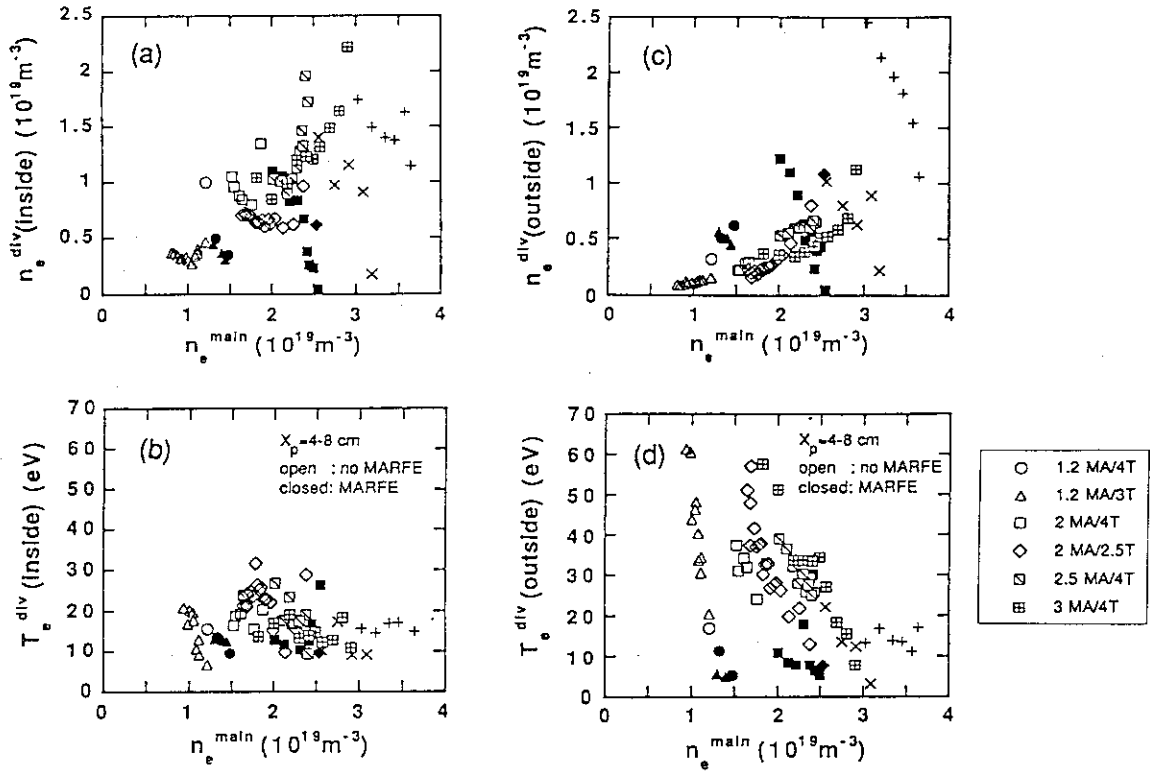 (a)
2.5
2
1.5
1
0.5
0
0 1 2 3 4
n_e^div (inside) (10^19 m^-3)
n_e^main (10^19 m^-3)
(c)
2.5
2
1.5
1
0.5
0
0 1 2 3 4
n_e^div (outside) (10^19 m^-3)
n_e^main (10^19 m^-3)
(b)
70
60
50
40
30
20
10
0
0 1 2 3 4
T_e^div (inside) (eV)
n_e^main (10^19 m^-3)
X_p=4-8 cm
open : no MARFE
closed: MARFE
(d)
70
60
50
40
30
20
10
0
0 1 2 3 4
T_e^div (outside) (eV)
n_e^main (10^19 m^-3)
X_p=4-8 cm
open : no MARFE
closed: MARFE
1.2 MA/4T
1.2 MA/3T
2 MA/4T
2 MA/2.5T
2.5 MA/4T
3 MA/4T